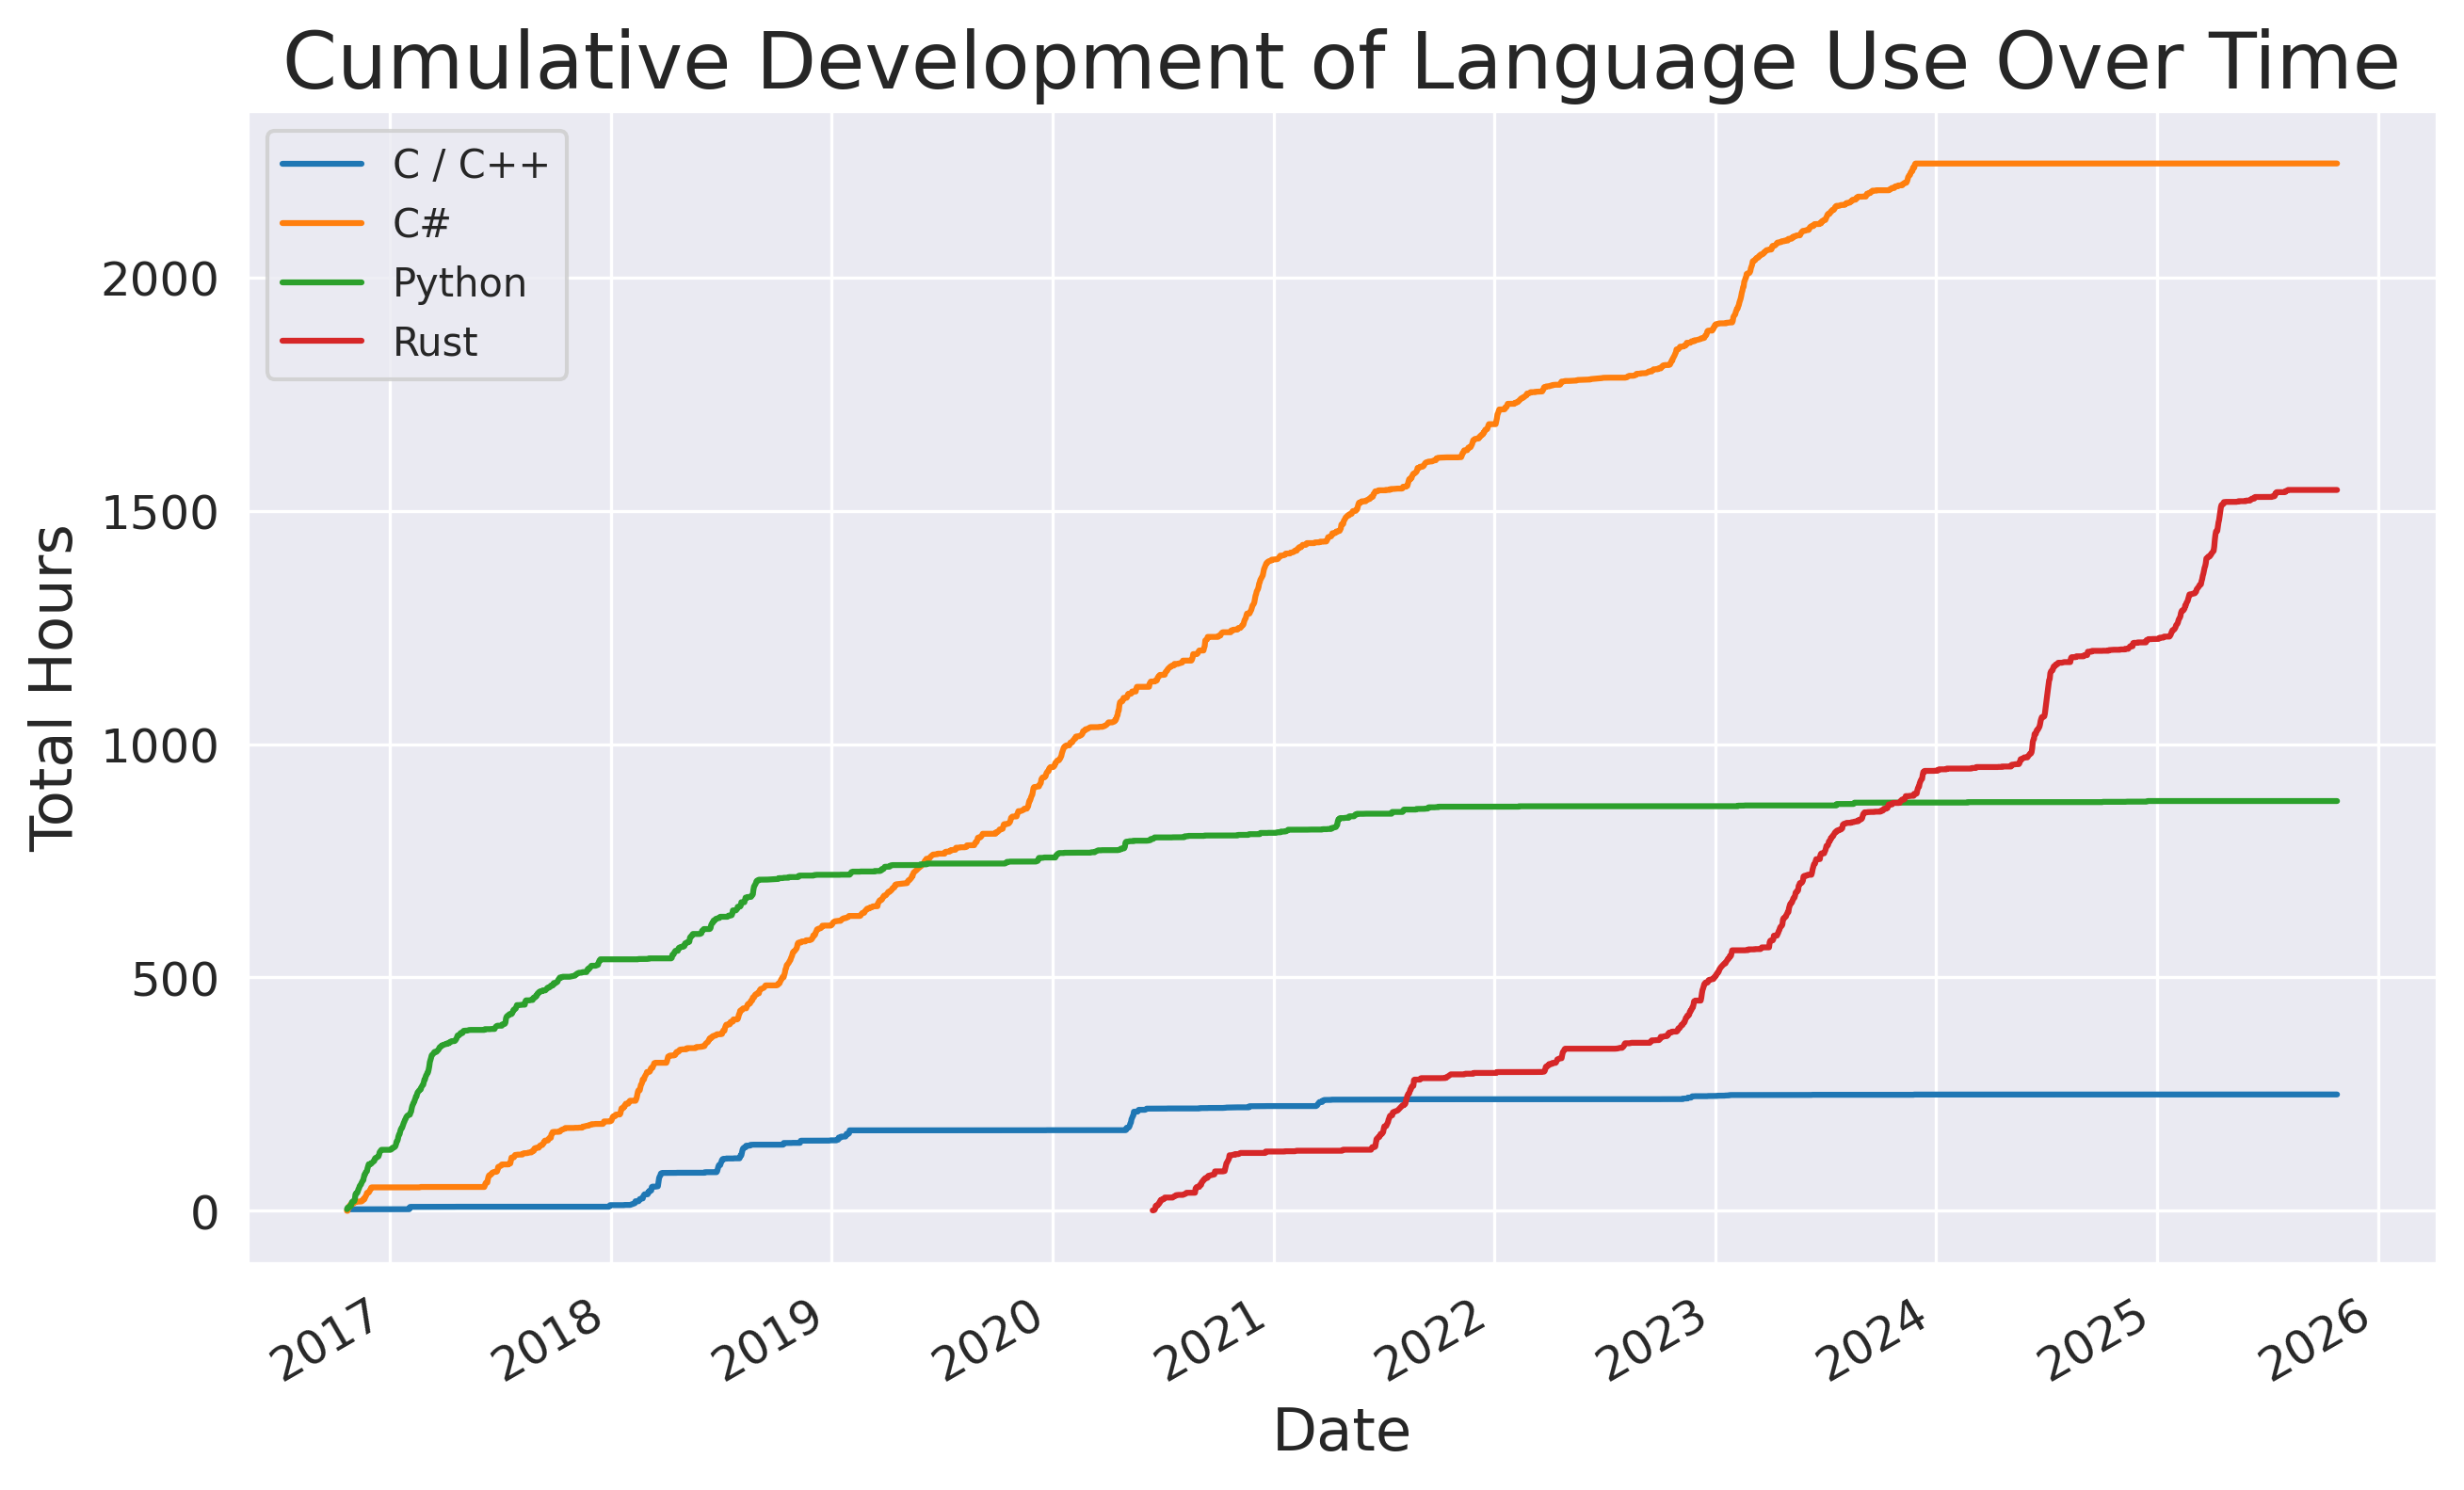 Cumulative Development of Language Use Over Time
C / C++
C#
Python
Rust
Total Hours
2000
1500
1000
500
0
2017
2018
2019
2020
2021
2022
2023
2024
2025
2026
Date